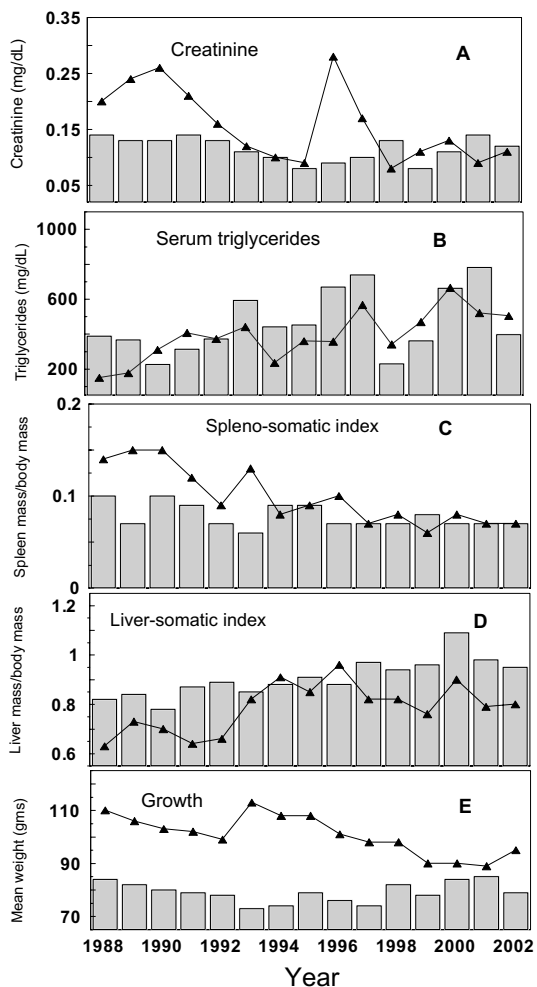 0.35
0.25
0.15
0.05
Creatinine (mg/dL)
Creatinine
A
1000
600
200
Triglycerides (mg/dL)
Serum triglycerides
B
0.2
0.1
0
Spleen mass/body mass
Spleno-somatic index
C
1.2
1
0.8
0.6
Liver mass/body mass
Liver-somatic index
D
110
90
70
Mean weight (gms)
Growth
E
1988 1990 1992 1994 1996 1998 2000 2002
Year